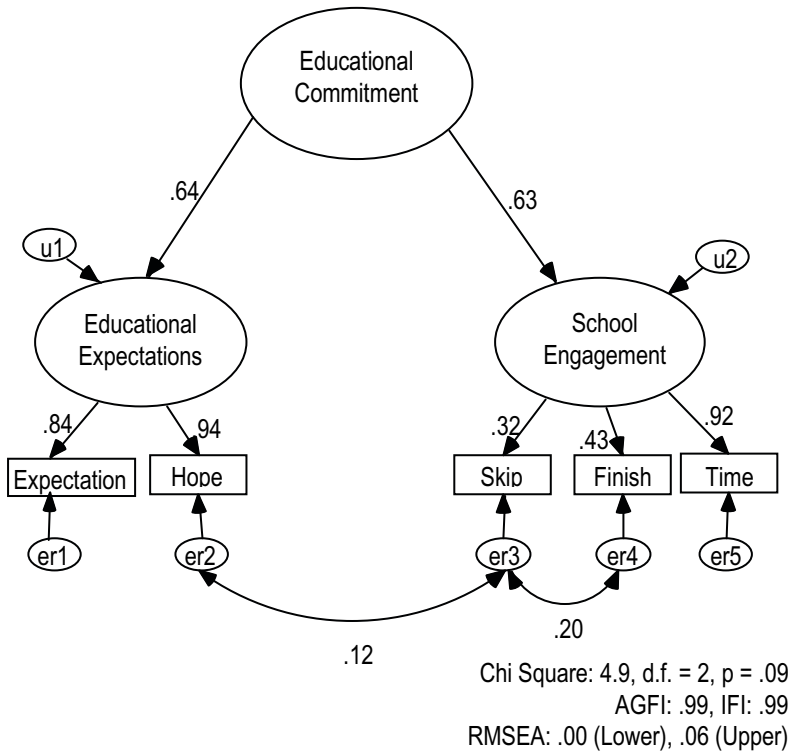 Educational
Commitment
.64
.63
u1
u2
Educational
Expectations
School
Engagement
.84
.94
.32
.43
.92
Expectation
Hope
Skip
Finish
Time
er1
er2
er3
er4
er5
.12
.20
Chi Square: 4.9, d.f. = 2, p = .09
AGFI: .99, IFI: .99
RMSEA: .00 (Lower), .06 (Upper)